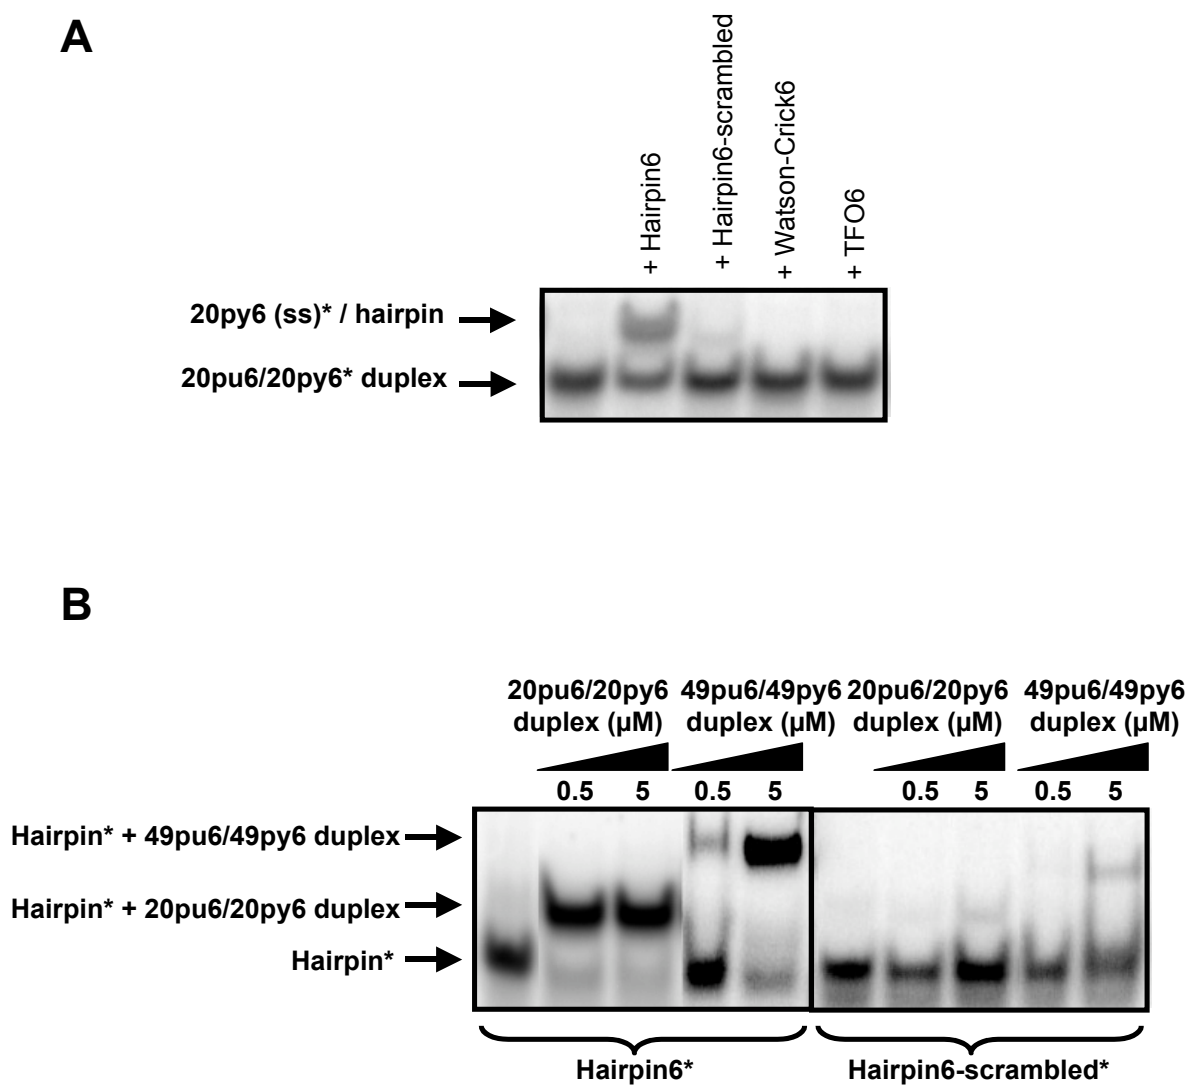 A
+ Hairpin6
+ Hairpin6-scrambled
+ Watson-Crick6
+ TFO6
20py6 (ss)* / hairpin
20pu6/20py6* duplex
B
20pu6/20py6 duplex (µM)
49pu6/49py6 duplex (µM)
20pu6/20py6 duplex (µM)
49pu6/49py6 duplex (µM)
0.5 5 0.5 5 0.5 5 0.5 5
Hairpin* + 49pu6/49py6 duplex
Hairpin* + 20pu6/20py6 duplex
Hairpin*
Hairpin6* Hairpin6-scrambled*